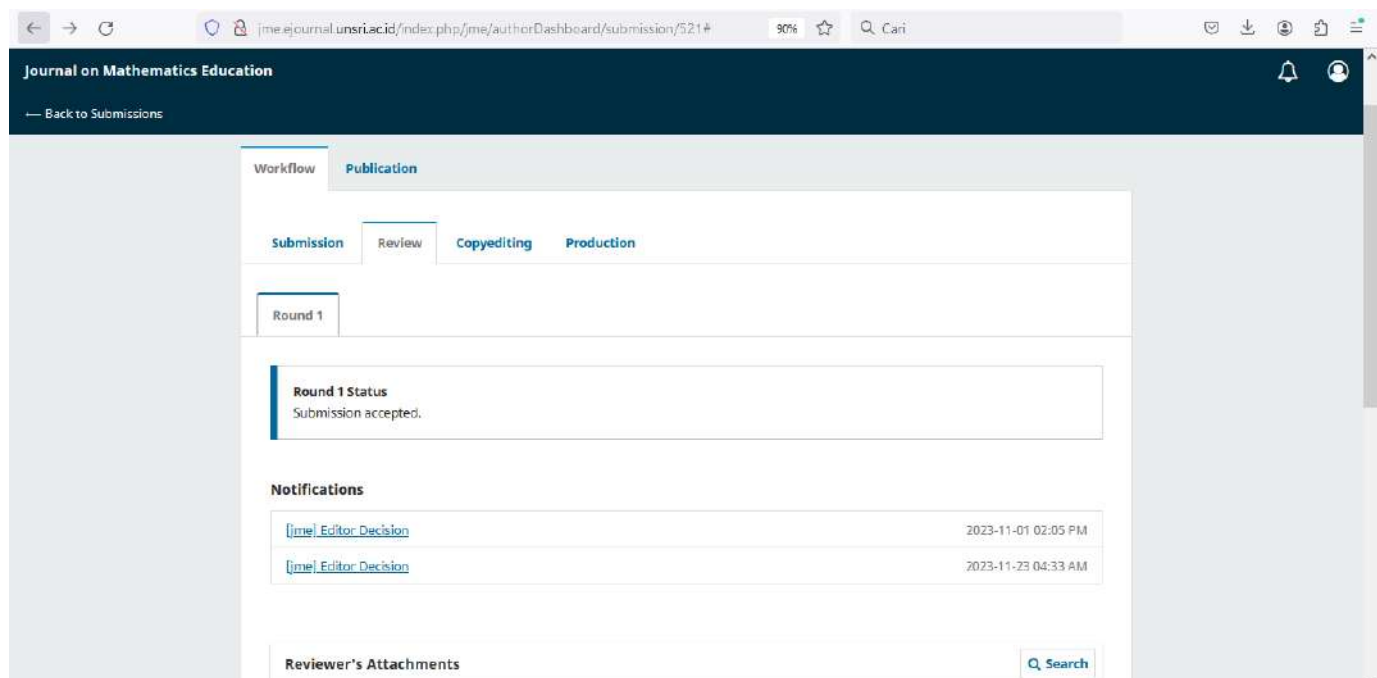 jme.ejournal.unsri.ac.id/index.php/jme/authorDashboard/submission/521#
90%
Cari
Journal on Mathematics Education
← Back to Submissions
Workflow
Publication
Submission
Review
Copyediting
Production
Round 1
Round 1 Status
Submission accepted.
Notifications
[jme] Editor Decision
2023-11-01 02:05 PM
[jme] Editor Decision
2023-11-23 04:33 AM
Reviewer's Attachments
Search